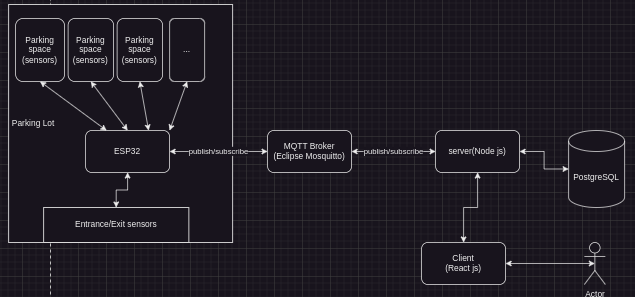 Parking
space
(sensors)
Parking
space
(sensors)
Parking
space
(sensors)
...
Parking Lot
ESP32
publish/subscribe
MQTT Broker
(Eclipse Mosquitto)
publish/subscribe
server(Node js)
PostgreSQL
Entrance/Exit sensors
Client
(React js)
Actor